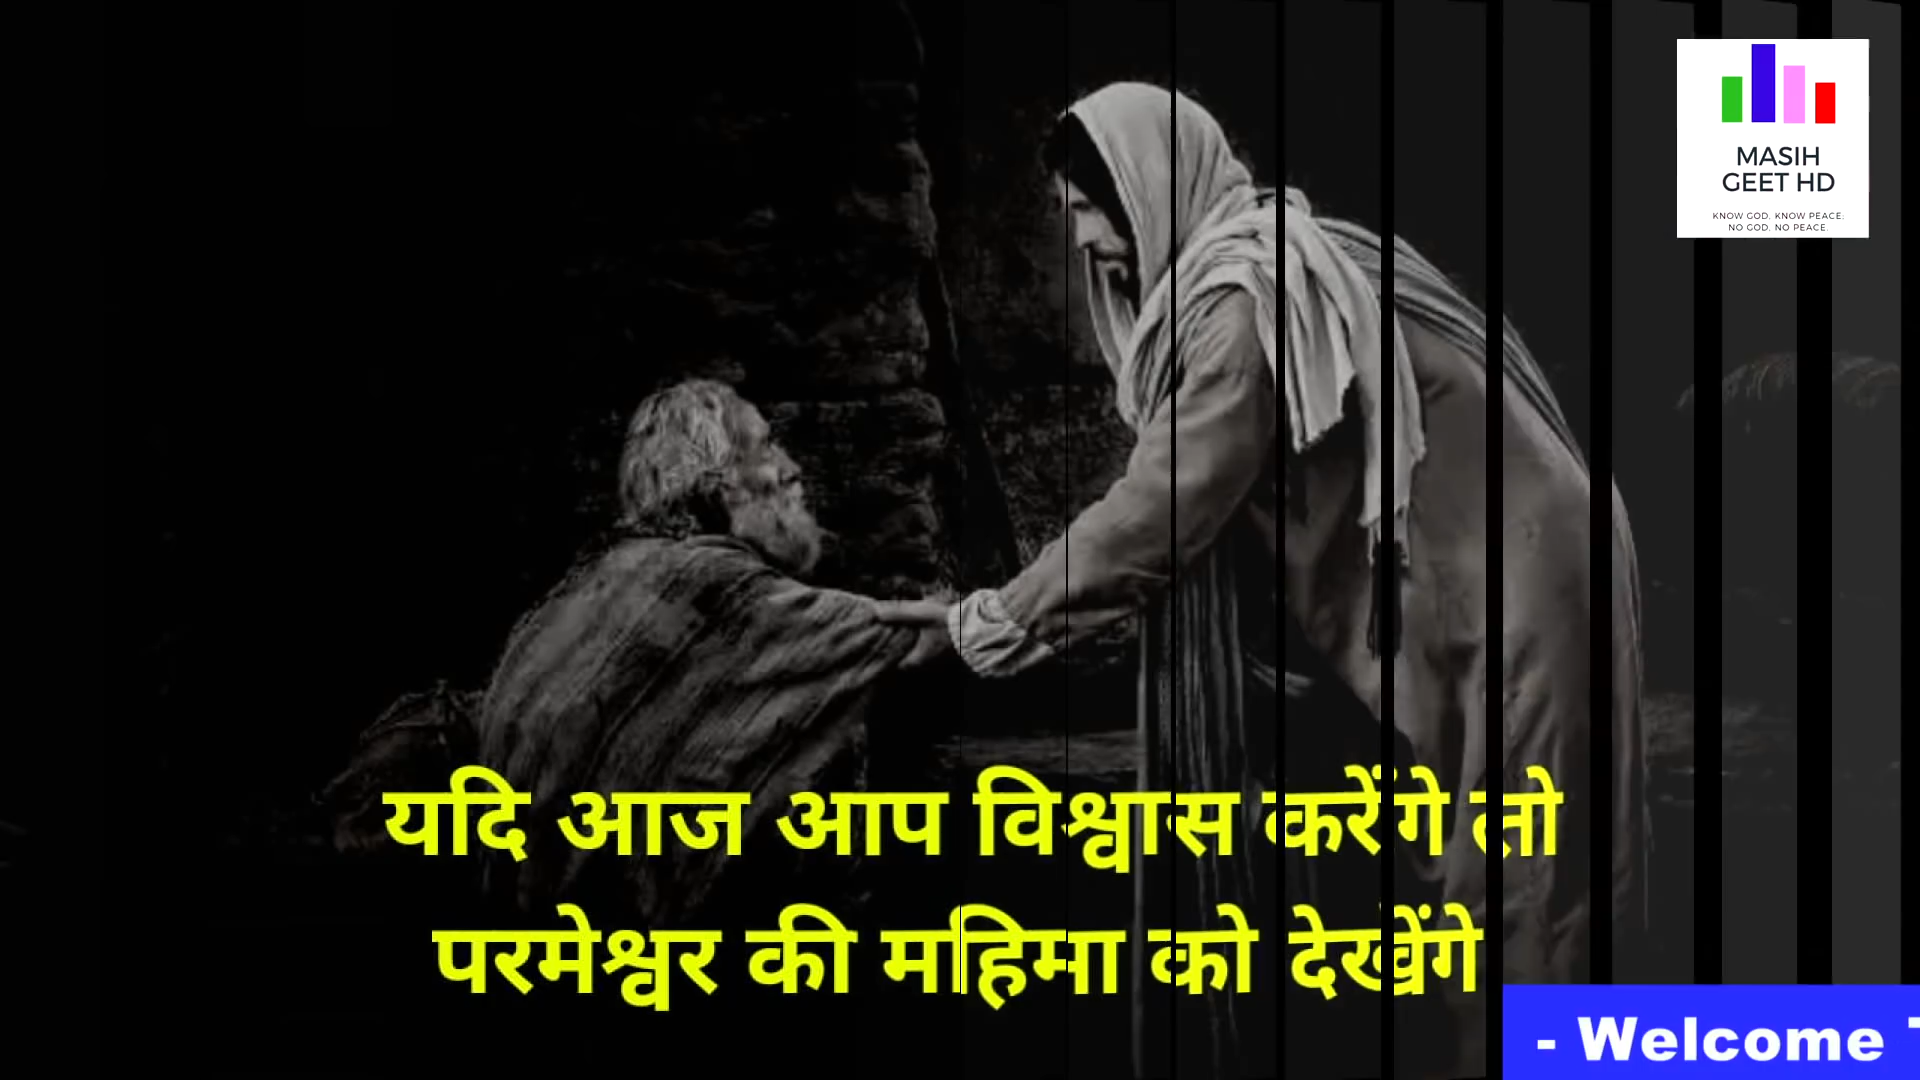 MASIH
GEET HD
KNOW GOD. KNOW PEACE;
NO GOD. NO PEACE.
यदि आज आप विश्वास करेंगे तो
परमेश्वर की महिमा को देखेंगे
- Welcome